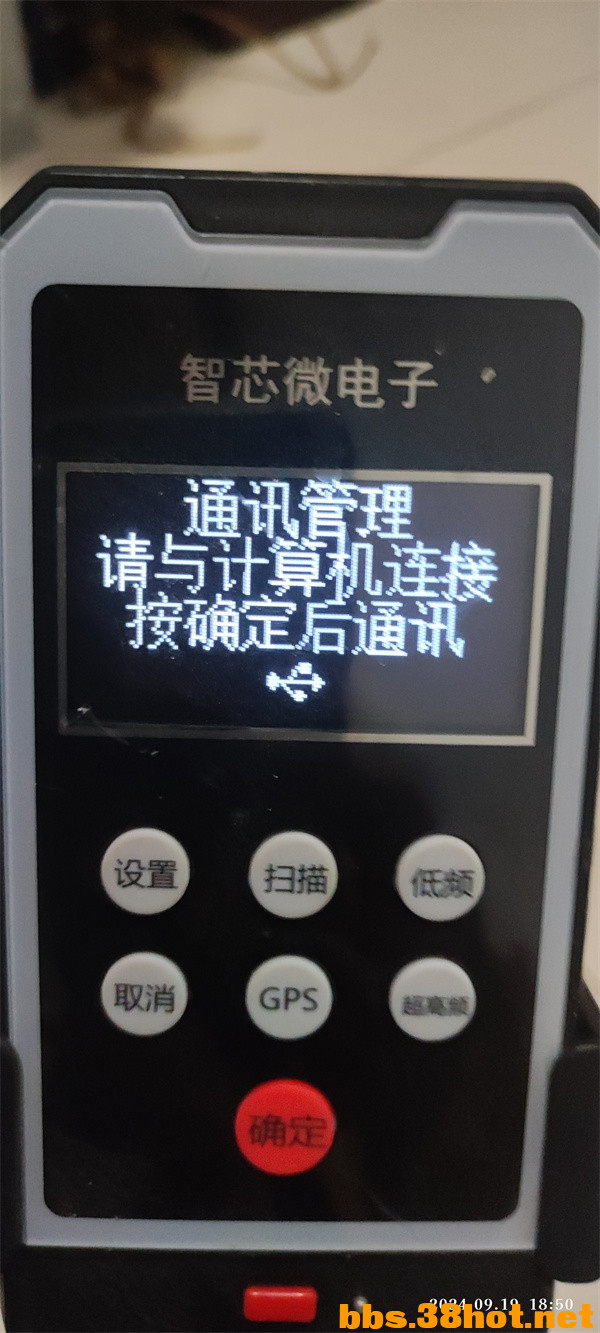 智芯微电子
通讯管理
请与计算机连接
按确定后通讯
设置
扫描
低频
取消
GPS
超高频
确定
2024.09.19 18:50
bbs.38hot.net